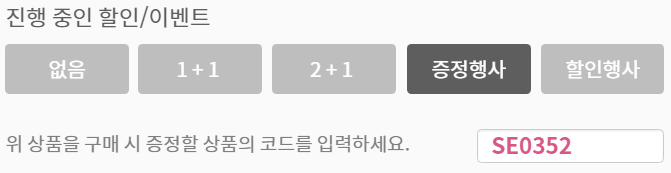 진행 중인 할인/이벤트
없음 1+1 2+1 증정행사 할인행사
위 상품을 구매 시 증정할 상품의 코드를 입력하세요. SE0352